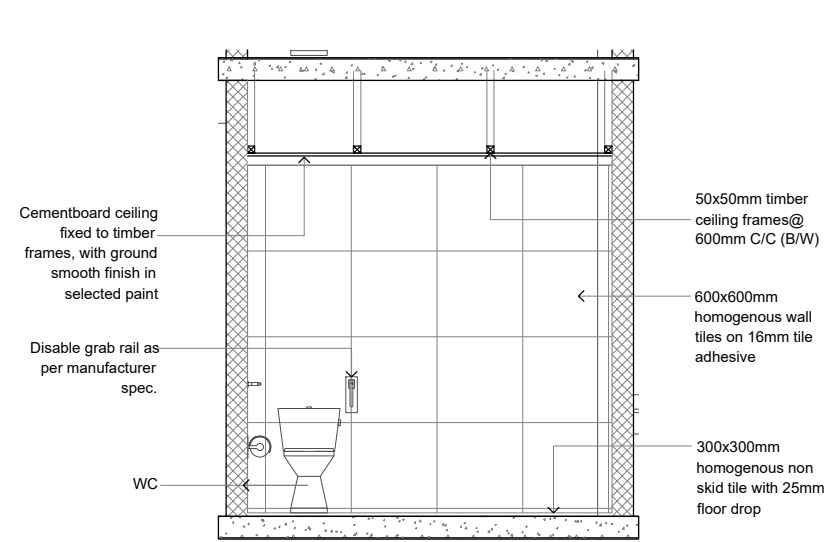 Cementboard ceiling
fixed to timber
frames, with ground
smooth finish in
selected paint
Disable grab rail as
per manufacturer
spec.
WC
50x50mm timber
ceiling frames@
600mm C/C (B/W)
600x600mm
homogenous wall
tiles on 16mm tile
adhesive
300x300mm
homogenous non
skid tile with 25mm
floor drop